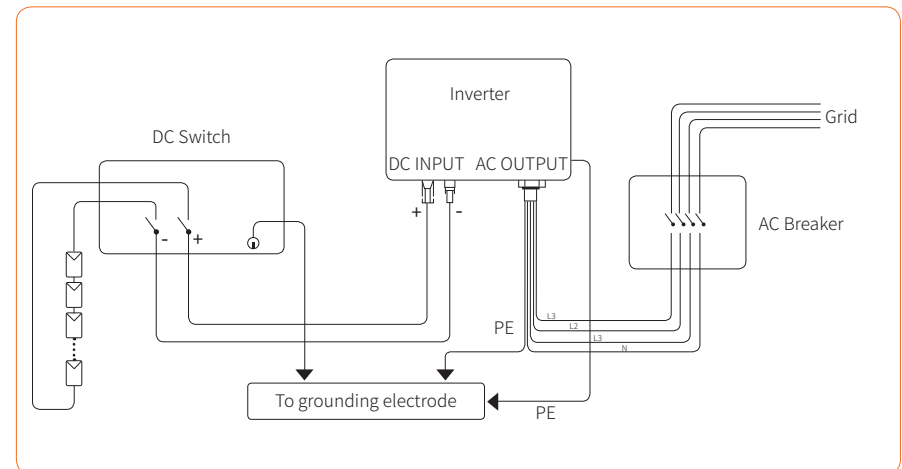 Inverter
Grid
DC Switch
DC INPUT AC OUTPUT
+ -
AC Breaker
- +
L3
L2
PE
L3
N
To grounding electrode
PE